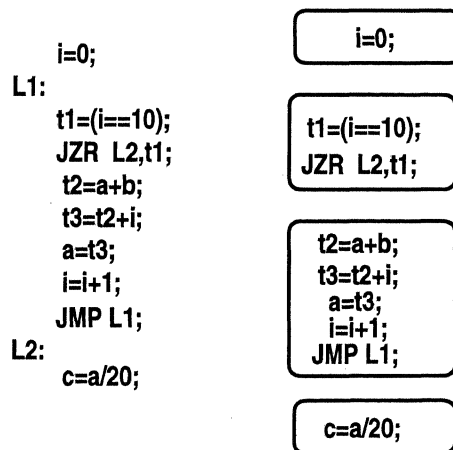 i=0;
L1:
t1=(i==10);
JZR L2,t1;
t2=a+b;
t3=t2+i;
a=t3;
i=i+1;
JMP L1;
L2:
c=a/20;
i=0;
t1=(i==10);
JZR L2,t1;
t2=a+b;
t3=t2+i;
a=t3;
i=i+1;
JMP L1;
c=a/20;